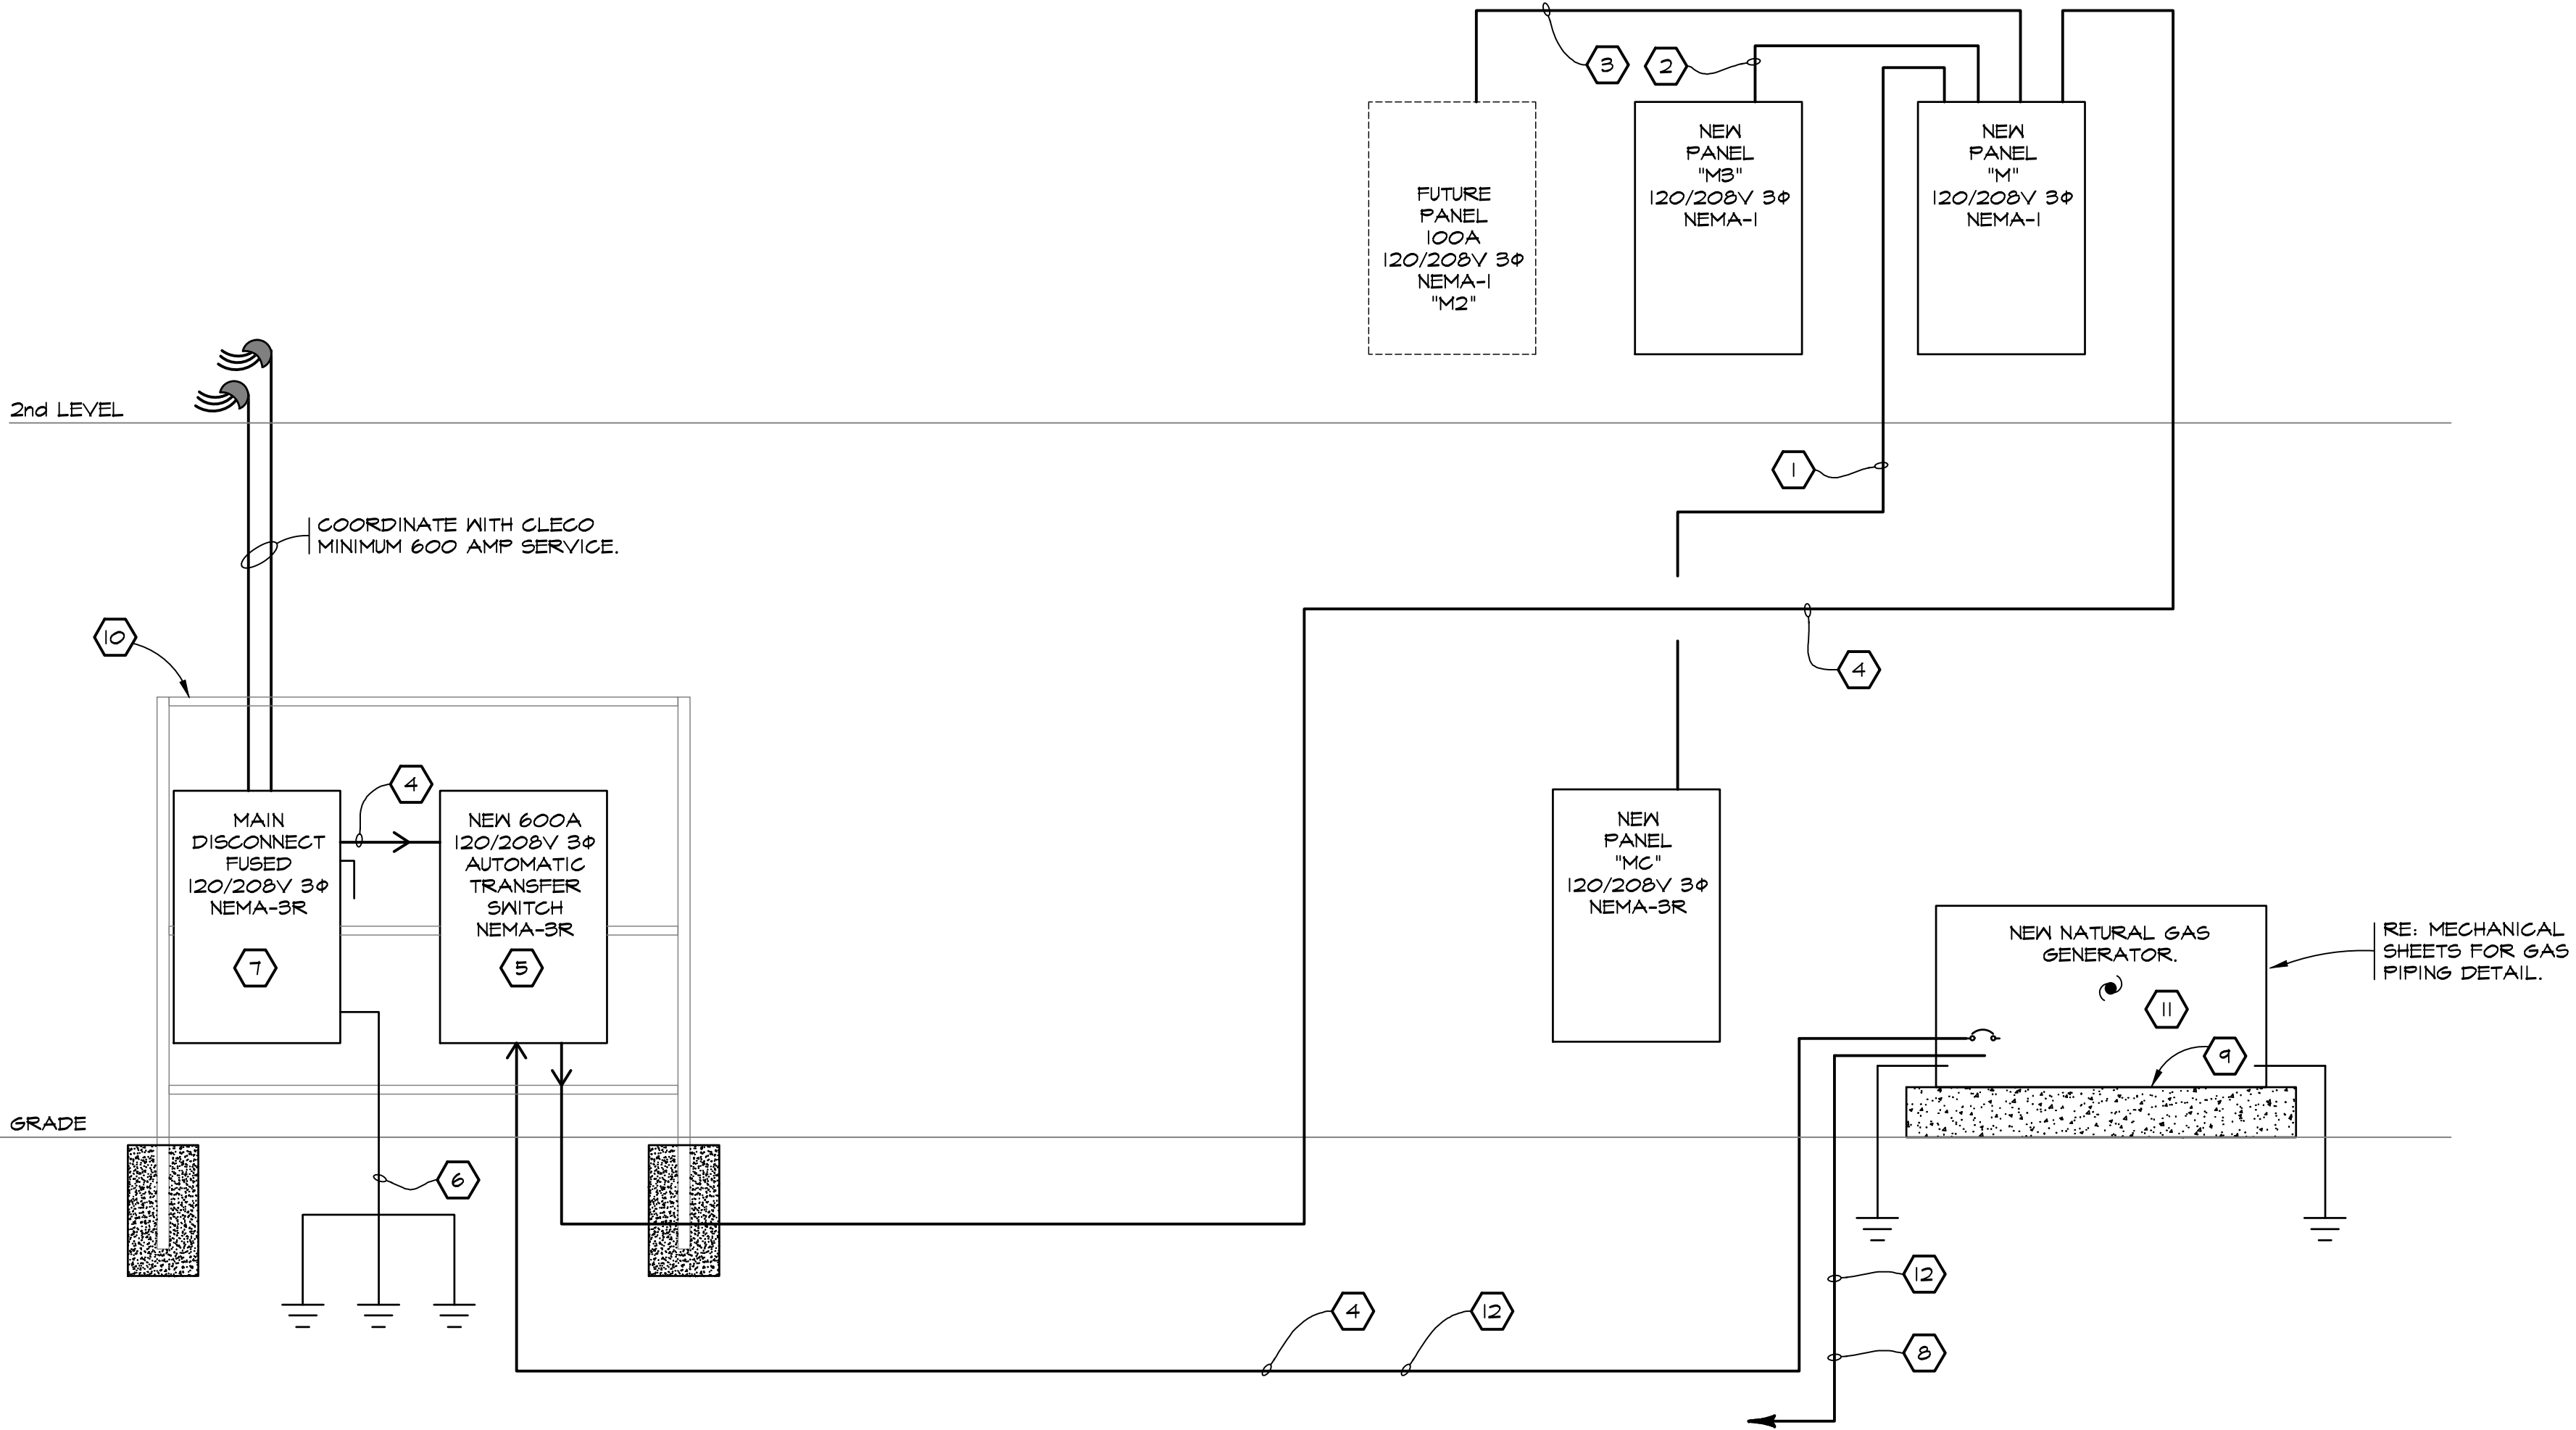 3
2
NEW
PANEL
"M3"
120/208V 3Φ
NEMA-1
NEW
PANEL
"M"
120/208V 3Φ
NEMA-1
FUTURE
PANEL
100A
120/208V 3Φ
NEMA-1
"M2"
2nd LEVEL
1
COORDINATE WITH CLECO
MINIMUM 600 AMP SERVICE.
10
4
4
MAIN
DISCONNECT
FUSED
120/208V 3Φ
NEMA-3R
7
NEW 600A
120/208V 3Φ
AUTOMATIC
TRANSFER
SWITCH
NEMA-3R
5
NEW
PANEL
"MC"
120/208V 3Φ
NEMA-3R
NEW NATURAL GAS
GENERATOR.
11
9
RE: MECHANICAL
SHEETS FOR GAS
PIPING DETAIL.
GRADE
6
12
4
12
8